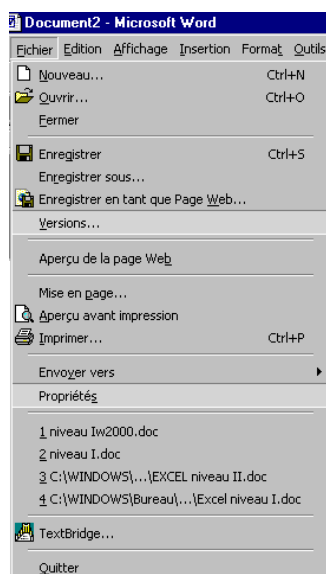 Document2 - Microsoft Word
Fichier Edition Affichage Insertion Format Outils
Nouveau... Ctrl+N
Ouvrir... Ctrl+O
Fermer
Enregistrer Ctrl+S
Enregistrer sous...
Enregistrer en tant que Page Web...
Versions...
Aperçu de la page Web
Mise en page...
Aperçu avant impression
Imprimer... Ctrl+P
Envoyer vers
Propriétés
1 niveau Iw2000.doc
2 niveau I.doc
3 C:\WINDOWS\...\EXCEL niveau II.doc
4 C:\WINDOWS\Bureau\...\Excel niveau I.doc
TextBridge...
Quitter